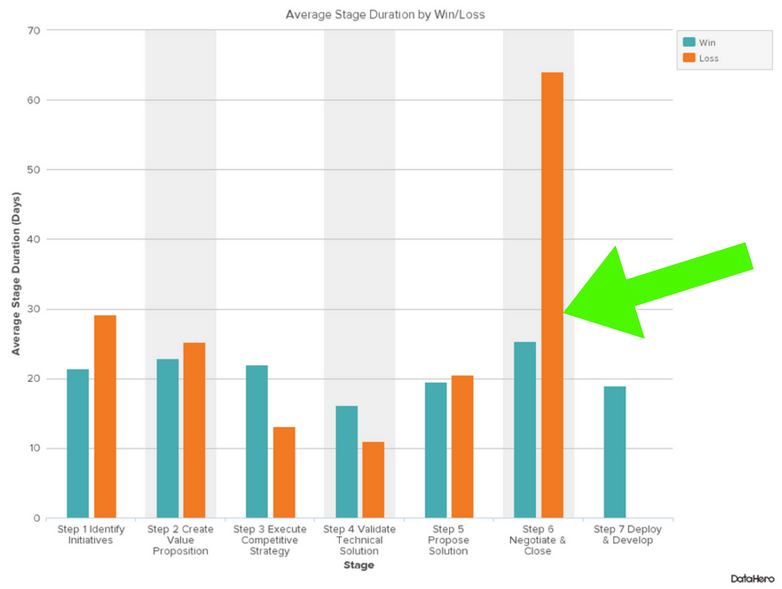 Average Stage Duration by Win/Loss
Win
Loss
Average Stage Duration (Days)
70
60
50
40
30
20
10
0
Step 1 Identify
Initiatives
Step 2 Create
Value
Proposition
Step 3 Execute
Competitive
Strategy
Step 4 Validate
Technical
Solution
Step 5
Propose
Solution
Step 6
Negotiate &
Close
Step 7 Deploy
& Develop
Stage
DataHero